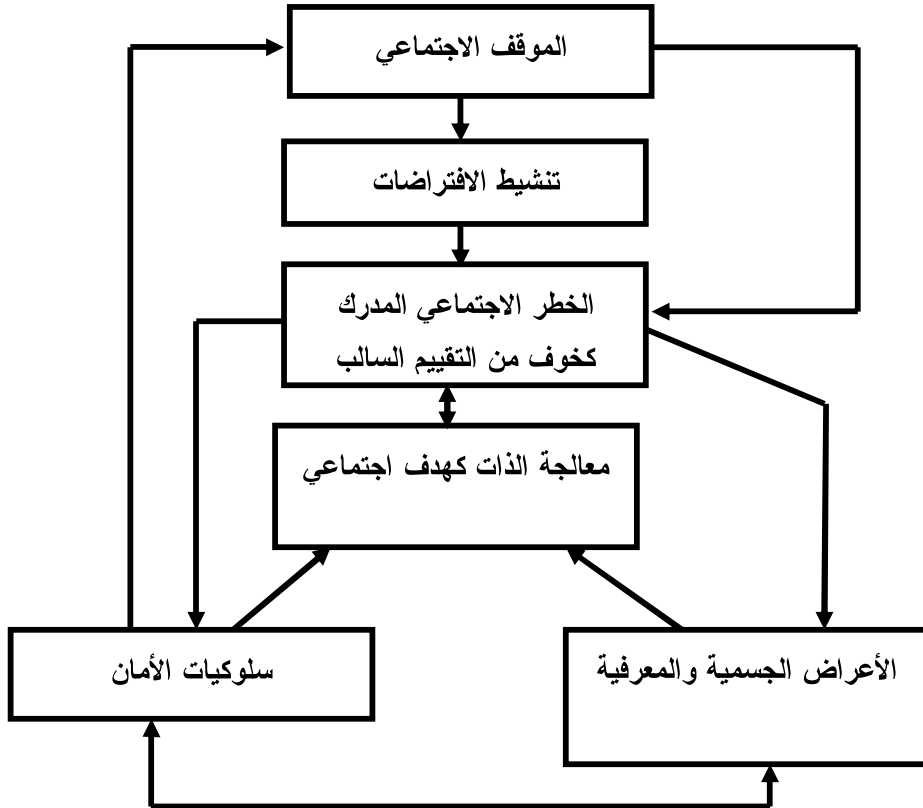 الموقف الاجتماعي
تنشيط الافتراضات
الخطر الاجتماعي المدرك
كخوف من التقييم السالب
معالجة الذات كهدف اجتماعي
سلوكيات الأمان
الأعراض الجسمية والمعرفية